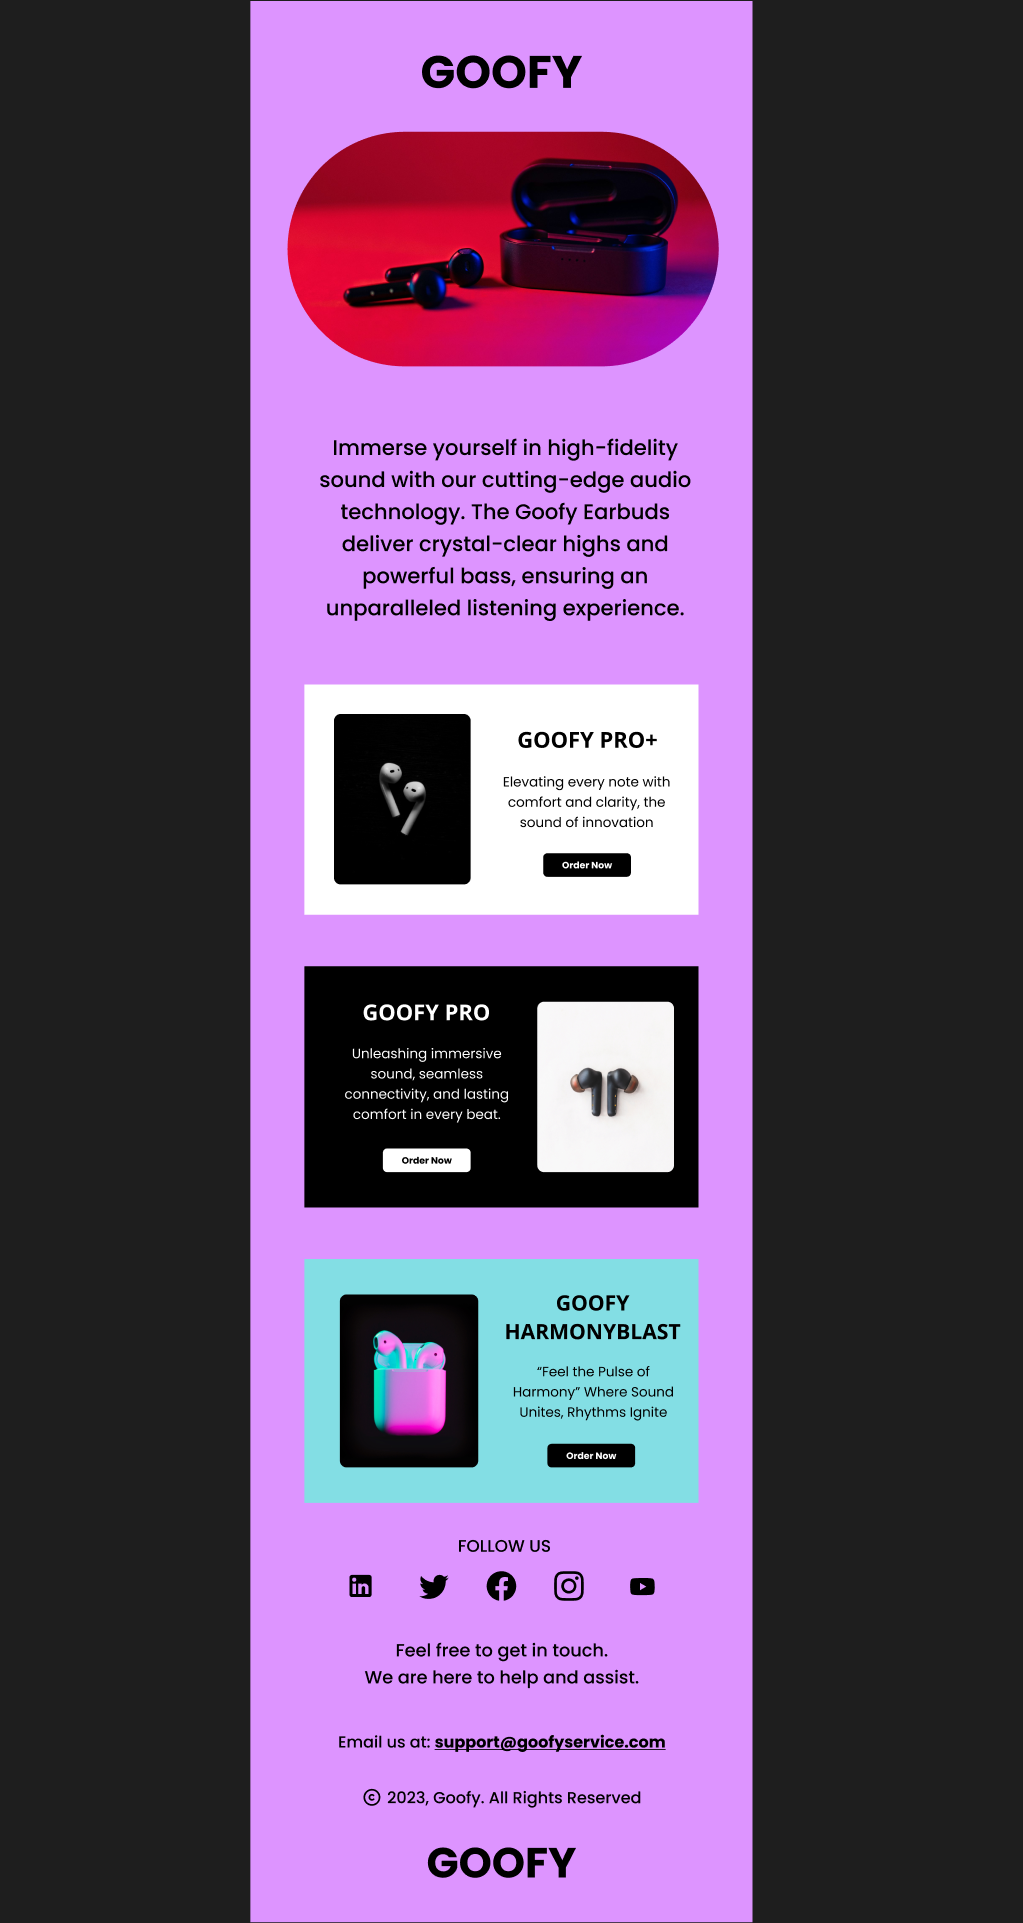 GOOFY
Immerse yourself in high-fidelity
sound with our cutting-edge audio
technology. The Goofy Earbuds
deliver crystal-clear highs and
powerful bass, ensuring an
unparalleled listening experience.
GOOFY PRO+
Elevating every note with
comfort and clarity, the
sound of innovation
Order Now
GOOFY PRO
Unleashing immersive
sound, seamless
connectivity, and lasting
comfort in every beat.
Order Now
GOOFY
HARMONYBLAST
“Feel the Pulse of
Harmony” Where Sound
Unites, Rhythms Ignite
Order Now
FOLLOW US
Feel free to get in touch.
We are here to help and assist.
Email us at: support@goofyservice.com
© 2023, Goofy. All Rights Reserved
GOOFY